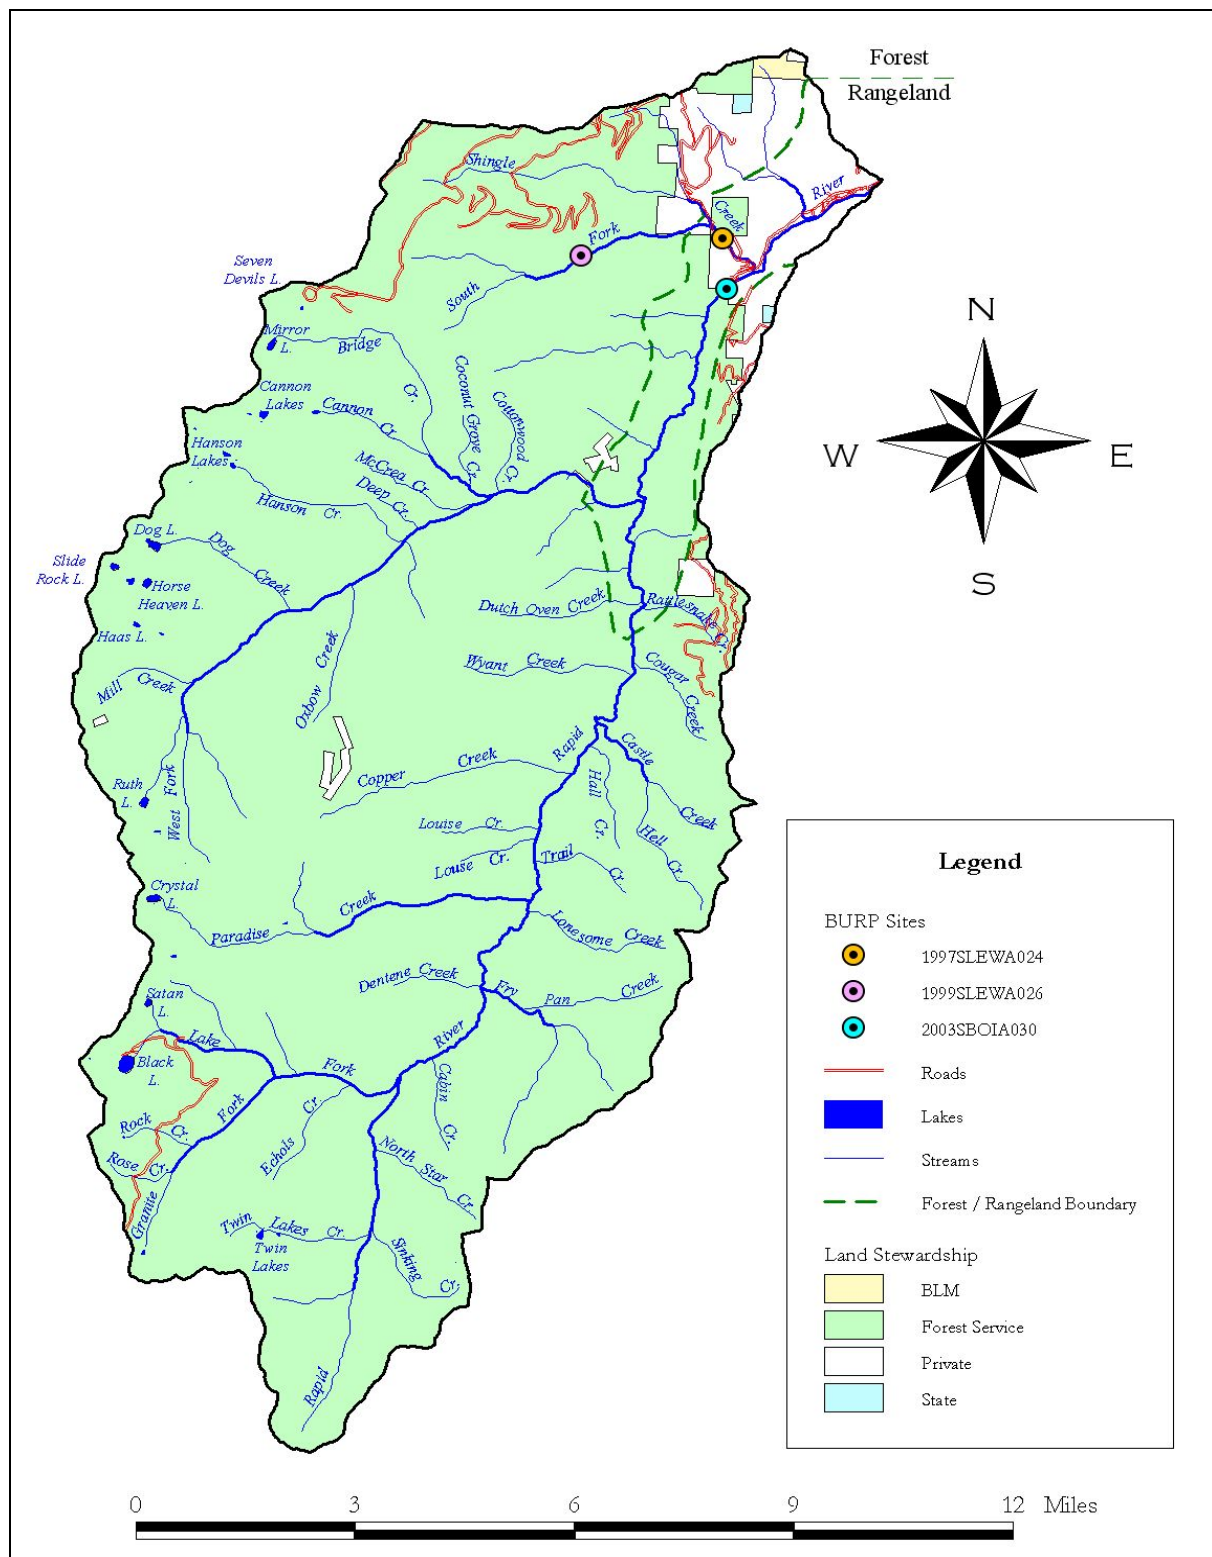 Forest
Rangeland
Shingle
River
Creek
Fork
South
Seven
Devils L.
Mirror
L.
Bridge
Cr.
Coconut Grove Cr.
Cottonwood Cr.
Cannon
Lakes
Cannon
Cr.
N
W
E
S
Hanson
Lakes
McCrea Cr.
Deep Cr.
Hanson Cr.
Dog L.
Dog
Creek
Slide
Rock L.
Horse
Heaven L.
Haas L.
Dutch Oven Creek
Rattlesnake Cr.
Mill Creek
Oxbow Creek
Wyant Creek
Cougar
Creek
Rapid
Castle
Creek
Copper Creek
Hall
Cr.
Hell
Cr.
Ruth
L.
West Fork
Louise Cr.
Louse Cr.
Trail
Cr.
Crystal
L.
Paradise
Creek
Lonesome Creek
Dentene Creek
Fry
Pan
Creek
Satan
L.
Lake
Fork
River
Black
L.
Cabin
Cr.
Rock Cr.
Fork
Echols Cr.
Rose Cr.
Granite
North Star Cr.
Twin
Lakes Cr.
Twin
Lakes
Sinking
Cr.
Rapid
Legend
BURP Sites
1997SLEWA024
1999SLEWA026
2003SBOIA030
Roads
Lakes
Streams
Forest / Rangeland Boundary
Land Stewardship
BLM
Forest Service
Private
State
0 3 6 9 12 Miles